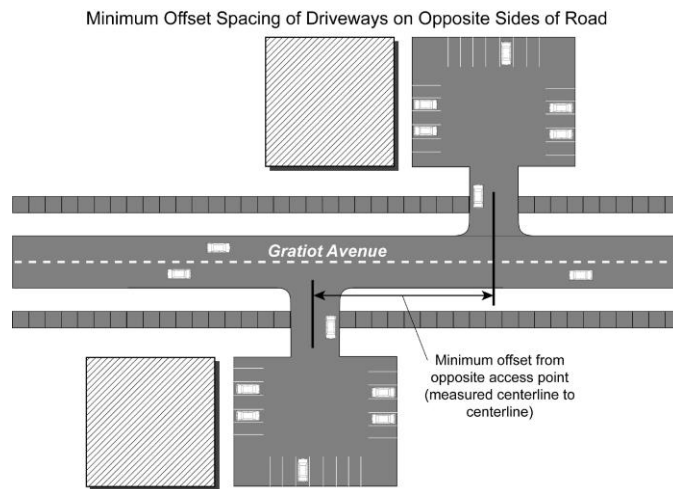 Minimum Offset Spacing of Driveways on Opposite Sides of Road
Gratiot Avenue
Minimum offset from
opposite access point
(measured centerline to
centerline)